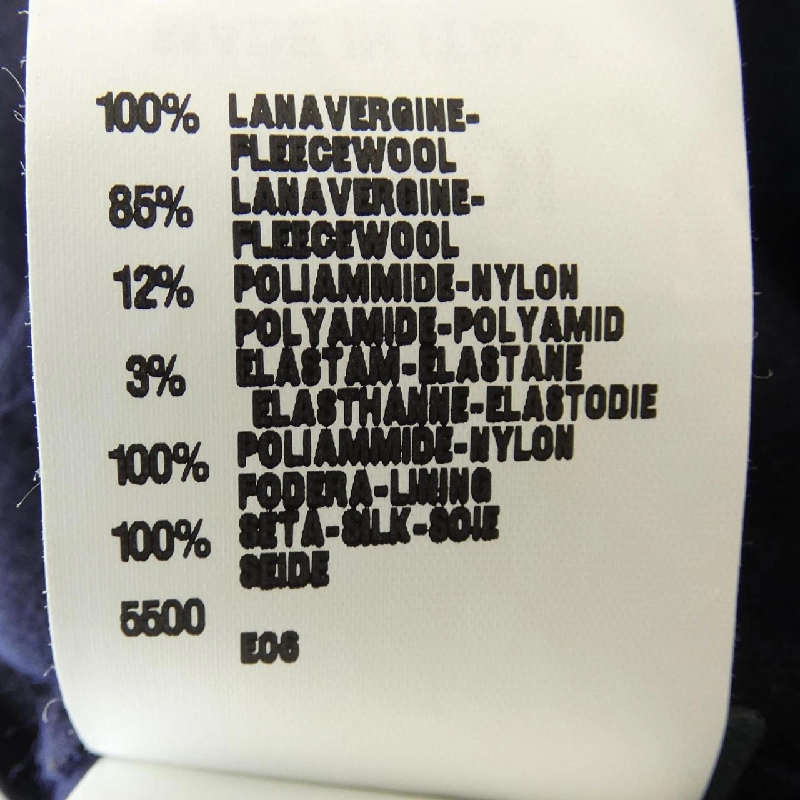 100% LANAVERGINE-
FLEECEWOOL
85% LANAVERGINE-
FLEECEWOOL
12% POLIAMMIDE-NYLON
POLYAMIDE-POLYAMID
3% ELASTAM-ELASTANE
ELASTHANNE-ELASTODIE
100% POLIAMMIDE-NYLON
FODERA-LINING
100% SETA-SILK-SOIE
SEIDE
5500
E06